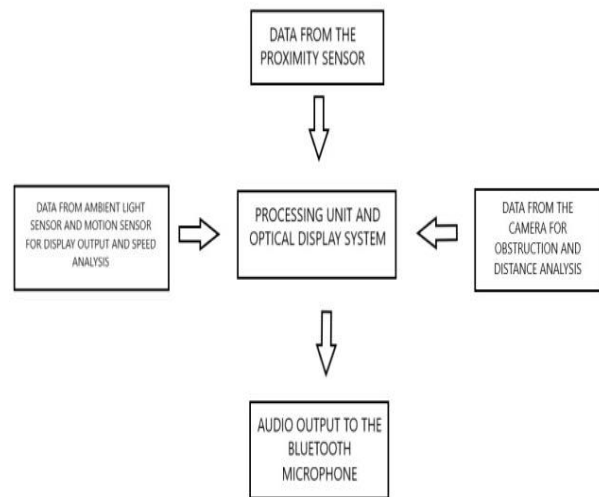 DATA FROM THE
PROXIMITY SENSOR
DATA FROM AMBIENT LIGHT
SENSOR AND MOTION SENSOR
FOR DISPLAY OUTPUT AND SPEED
ANALYSIS
PROCESSING UNIT AND
OPTICAL DISPLAY SYSTEM
DATA FROM THE
CAMERA FOR
OBSTRUCTION AND
DISTANCE ANALYSIS
AUDIO OUTPUT TO THE
BLUETOOTH
MICROPHONE